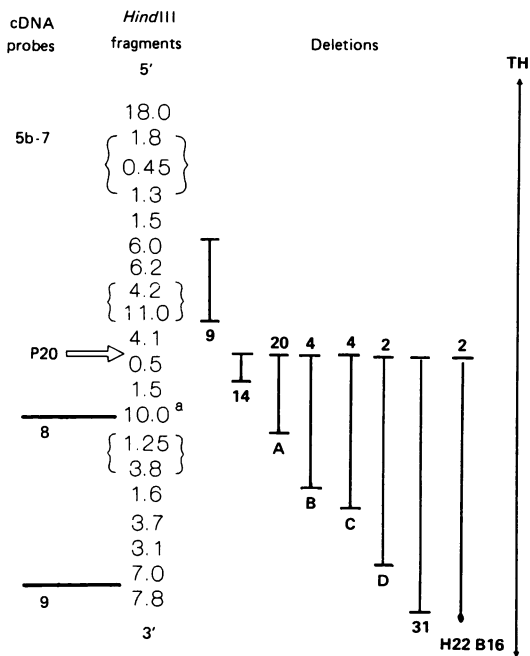 cDNA probes
HindIII fragments
Deletions
TH
5'
18.0
5b-7
1.8
0.45
1.3
1.5
6.0
6.2
4.2
11.0
9
4.1
20 4 4 2 2
P20
0.5
14
1.5
10.0 a
8
A
1.25
3.8
B
1.6
C
3.7
3.1
D
7.0
9
7.8
31
H22 B16
3'